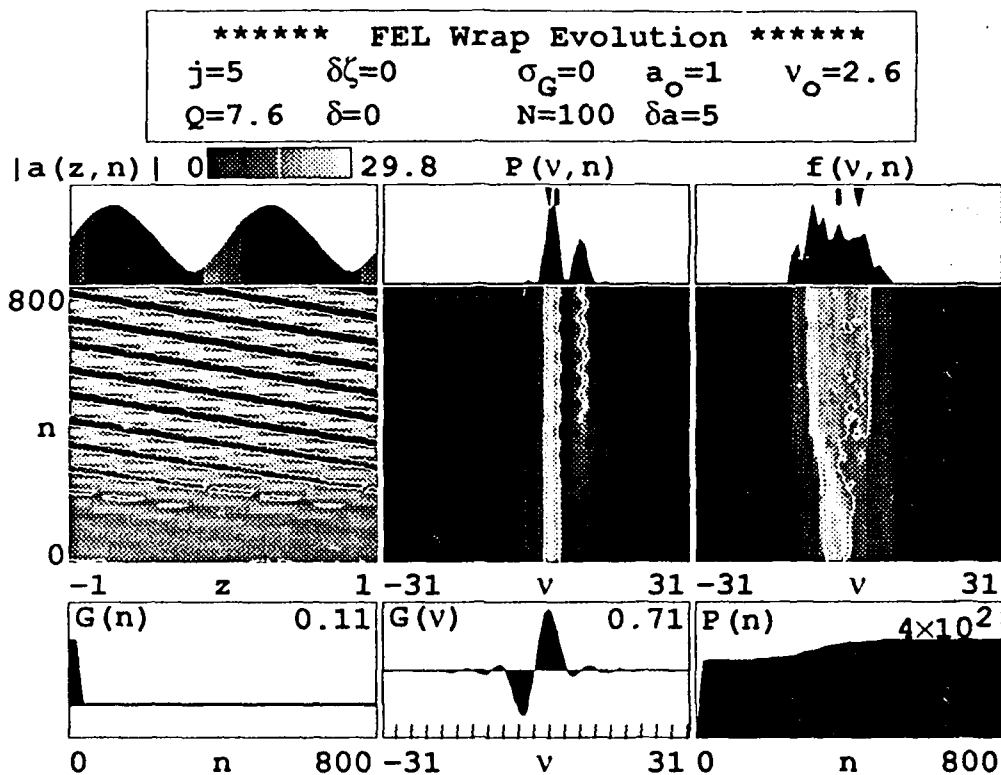 ****** FEL Wrap Evolution ******
j=5 δζ=0 σG=0 ao=1 νo=2.6
Q=7.6 δ=0 N=100 δa=5
|a(z,n)| 0 29.8 P(ν,n) f(ν,n)
800
n
0
-1 z 1 -31 ν 31 -31 ν 31
G(n) 0.11 G(ν) 0.71 P(n) 4×10²
0 n 800 -31 ν 31 0 n 800